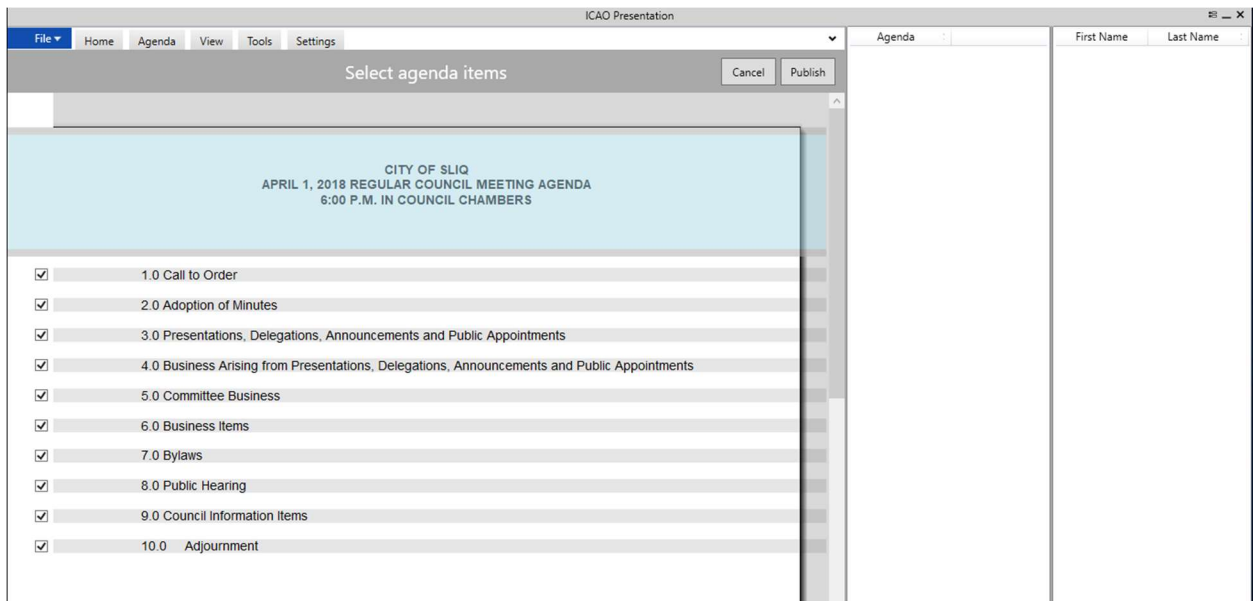 ICAO Presentation
File Home Agenda View Tools Settings
Agenda First Name Last Name
Select agenda items Cancel Publish
CITY OF SLIQ
APRIL 1, 2018 REGULAR COUNCIL MEETING AGENDA
6:00 P.M. IN COUNCIL CHAMBERS
1.0 Call to Order
2.0 Adoption of Minutes
3.0 Presentations, Delegations, Announcements and Public Appointments
4.0 Business Arising from Presentations, Delegations, Announcements and Public Appointments
5.0 Committee Business
6.0 Business Items
7.0 Bylaws
8.0 Public Hearing
9.0 Council Information Items
10.0 Adjournment